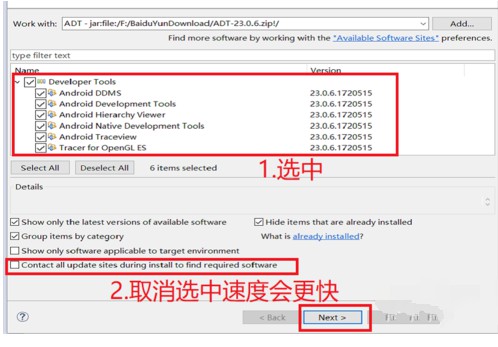 Work with: ADT - jar:file:/F:/BaiduYunDownload/ADT-23.0.6.zip!/ Add...
Find more software by working with the "Available Software Sites" preferences.
type filter text
Name Version
Developer Tools
Android DDMS 23.0.6.1720515
Android Development Tools 23.0.6.1720515
Android Hierarchy Viewer 23.0.6.1720515
Android Native Development Tools 23.0.6.1720515
Android Traceview 23.0.6.1720515
Tracer for OpenGL ES 23.0.6.1720515
Select All Deselect All 6 items selected
1.选中
Details
Show only the latest versions of available software Hide items that are already installed
Group items by category What is already installed?
Show only software applicable to target environment
Contact all update sites during install to find required software
2.取消选中速度会更快
? < Back Next >